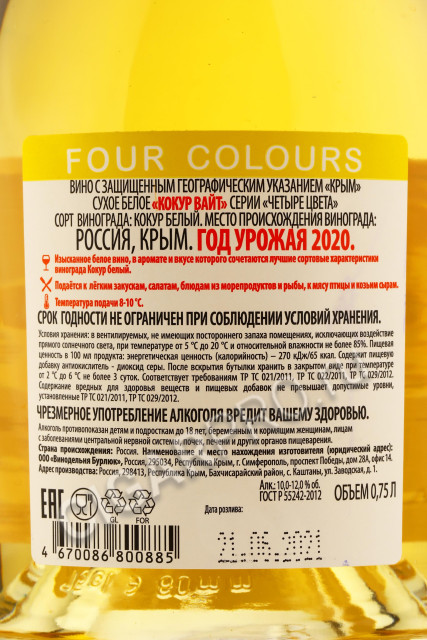 FOUR COLOURS
ВИНО С ЗАЩИЩЕННЫМ ГЕОГРАФИЧЕСКИМ УКАЗАНИЕМ «КРЫМ»
СУХОЕ БЕЛОЕ «КОКУР ВАЙТ» СЕРИИ «ЧЕТЫРЕ ЦВЕТА»
СОРТ ВИНОГРАДА: КОКУР БЕЛЫЙ. МЕСТО ПРОИСХОЖДЕНИЯ ВИНОГРАДА:
РОССИЯ, КРЫМ. ГОД УРОЖАЯ 2020.
Изысканное белое вино, в аромате и вкусе которого сочетаются лучшие сортовые характеристики
винограда Кокур белый.
Подаётся к лёгким закускам, салатам, блюдам из морепродуктов и рыбы, к мясу птицы и козьим сырам.
Температура подачи 8-10 °С.
СРОК ГОДНОСТИ НЕ ОГРАНИЧЕН ПРИ СОБЛЮДЕНИИ УСЛОВИЙ ХРАНЕНИЯ.
Условия хранения: в вентилируемых, не имеющих постороннего запаха помещениях, исключающих воздействие
прямого солнечного света, при температуре от 5 °С до 20 °С и относительной влажности не более 85%. Пищевая
ценность в 100 мл продукта: энергетическая ценность (калорийность) – 270 кДж/65 ккал. Содержит пищевую
добавку антиокислитель - диоксид серы. После вскрытия бутылки хранить в закрытом виде при температуре
от 2 °С до 6 °С не более 3 суток. Соответствует требованиям ТР ТС 021/2011, ТР ТС 022/2011, ТР ТС 029/2012.
Содержание вредных для здоровья веществ и пищевых добавок не превышает допустимые уровни,
установленные ТР ТС 021/2011, ТР ТС 029/2012.
ЧРЕЗМЕРНОЕ УПОТРЕБЛЕНИЕ АЛКОГОЛЯ ВРЕДИТ ВАШЕМУ ЗДОРОВЬЮ.
Алкоголь противопоказан детям и подросткам до 18 лет, беременным и кормящим женщинам, лицам
с заболеваниями центральной нервной системы, почек, печени и других органов пищеварения.
Страна происхождения: Россия. Наименование и место нахождения изготовителя (юридический адрес):
ООО «Винодельня Бурлюк», Россия, 295034, Республика Крым, г. Симферополь, проспект Победы, дом 28А, офис 14.
Адрес производства: Россия, 298413, Республика Крым, Бахчисарайский район, с. Каштаны, ул. Заводская, д. 1.
EAC
70
GL
FOR
Алк.: 10,0-12,0 % об.
ГОСТ Р 55242-2012
ОБЪЕМ 0,75 Л
Дата розлива:
21.05.2021
4 670086 800885